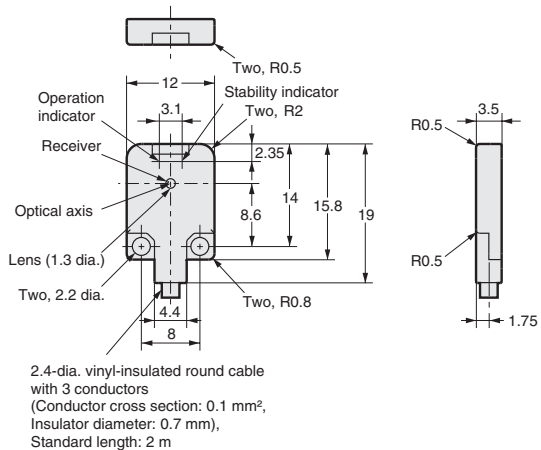 Two, R0.5
12
Stability indicator
Operation
indicator
3.1
Two, R2
3.5
R0.5
Receiver
2.35
Optical axis
8.6
14
15.8
19
Lens (1.3 dia.)
R0.5
Two, 2.2 dia.
Two, R0.8
4.4
1.75
8
2.4-dia. vinyl-insulated round cable
with 3 conductors
(Conductor cross section: 0.1 mm²,
Insulator diameter: 0.7 mm),
Standard length: 2 m